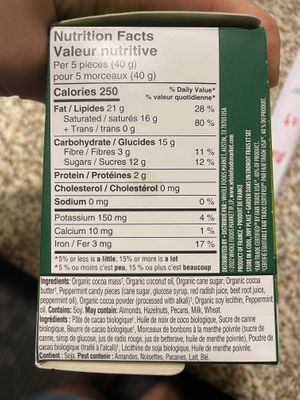 Nutrition Facts
Valeur nutritive
Per 5 pieces (40 g)
pour 5 morceaux (40 g)
Calories 250
% Daily Value*
% valeur quotidienne*
Fat / Lipides 21 g 28 %
Saturated / saturés 16 g
+ Trans / trans 0 g 80 %
Carbohydrate / Glucides 15 g
Fibre / Fibres 3 g 11 %
Sugars / Sucres 12 g 12 %
Protein / Protéines 2 g
Cholesterol / Cholestérol 0 mg
Sodium 0 mg 0 %
Potassium 150 mg 4 %
Calcium 10 mg 1 %
Iron / Fer 3 mg 17 %
*5% or less is a little, 15% or more is a lot
*5 % ou moins c'est peu, 15 % ou plus c'est beaucoup
Ingredients: Organic cocoa mass°, Organic coconut oil, Organic cane sugar, Organic cocoa
butter°, Peppermint candy pieces (cane sugar, glucose syrup, red radish juice, beet root juice,
peppermint oil), Organic cocoa powder (processed with alkali)°, Organic soy lecithin, Peppermint
oil. Contains: Soy. May contain: Almonds, Hazelnuts, Pecans, Milk, Wheat.
Ingrédients : Pâte de cacao biologique°, Huile de noix de coco biologique, Sucre de canne
biologique, Beurre de cacao biologique°, Morceaux de bonbons à la menthe poivrée (sucre de
canne, sirop de glucose, jus de radis rouge, jus de betterave, huile de menthe poivrée), Poudre de cacao
biologique (traité à l'alcali)°, Lécithine de soja biologique, Huile de menthe poivrée.
Contient : Soja. Peut contenir : Amandes, Noisettes, Pacanes, Lait, Blé.